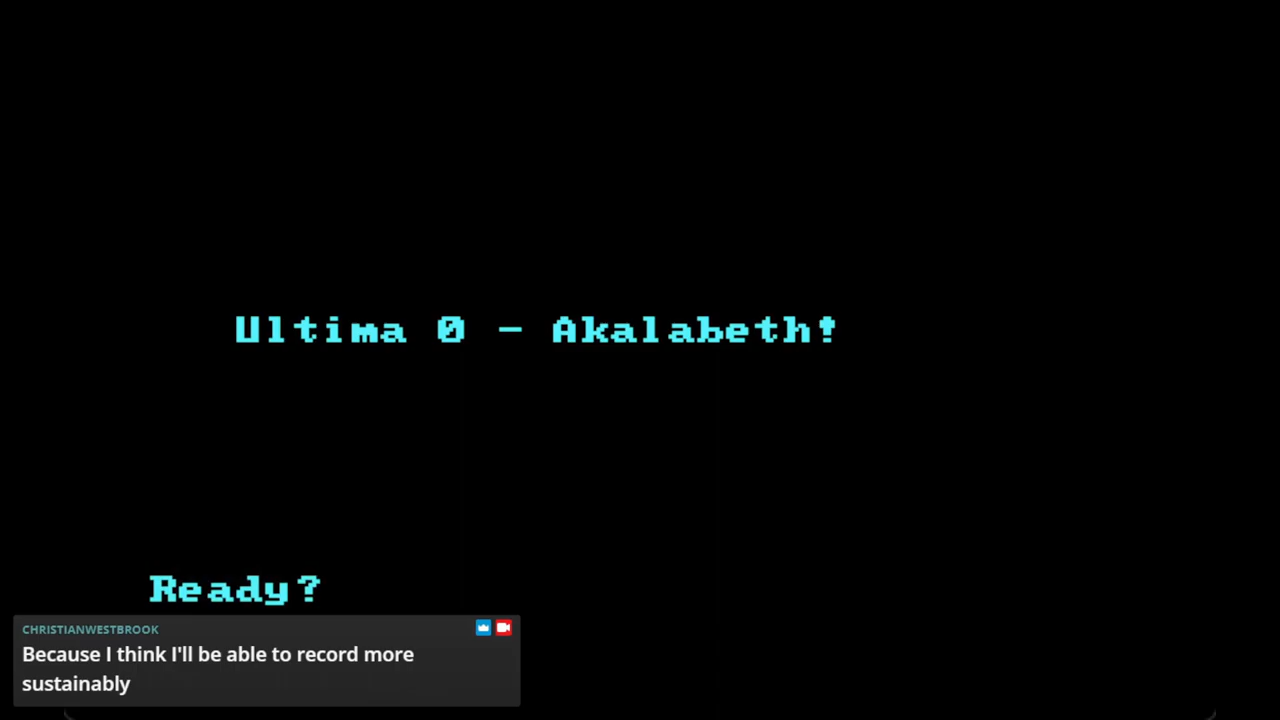 Ultima 0 - Akalabeth!
Ready?
CHRISTIANWESTBROOK
Because I think I'll be able to record more
sustainably